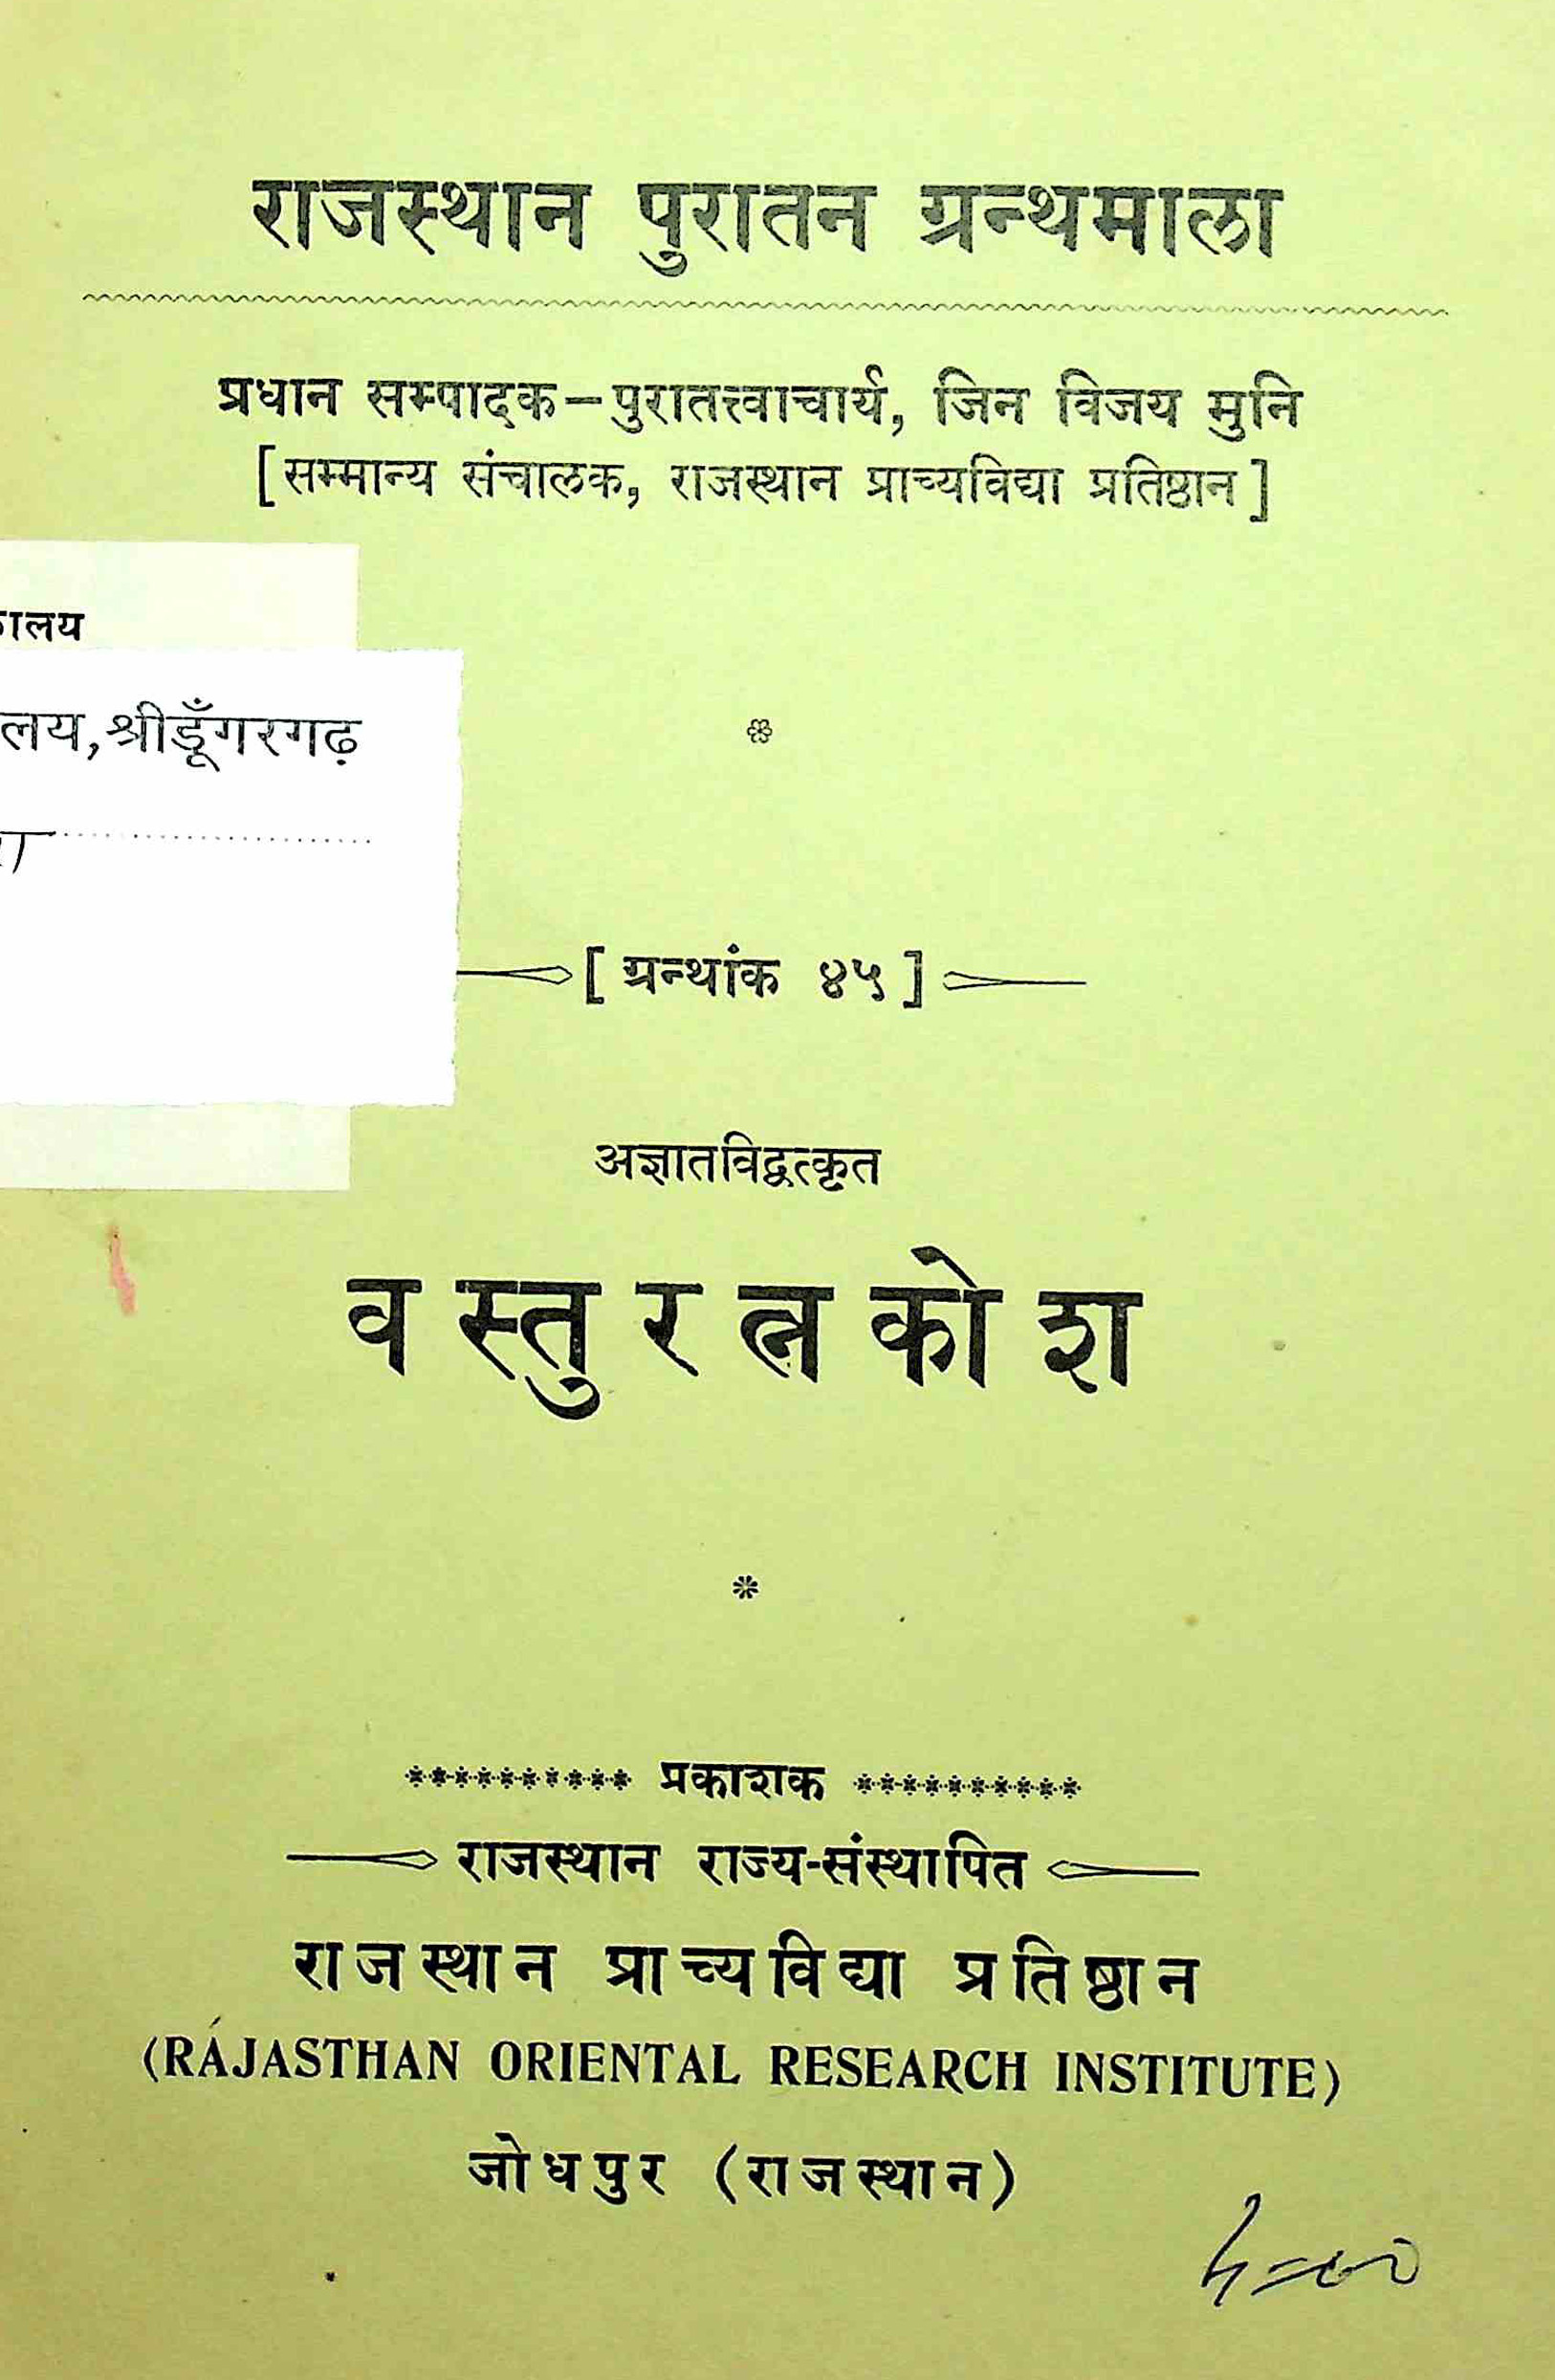 राजस्थान पुरातन ग्रन्थमाला
प्रधान सम्पादक–पुरातत्त्वाचार्य, जिन विजय मुनि
[सम्मान्य संचालक, राजस्थान प्राच्यविद्या प्रतिष्ठान]
ालय
लय, श्रीडूँगरगढ़
[ग्रन्थांक ४५]
अज्ञातविद्वत्कृत
वस्तुरत्नकोश
प्रकाशक
राजस्थान राज्य-संस्थापित
राजस्थान प्राच्यविद्या प्रतिष्ठान
(RÁJASTHAN ORIENTAL RESEARCH INSTITUTE)
जोधपुर (राजस्थान)